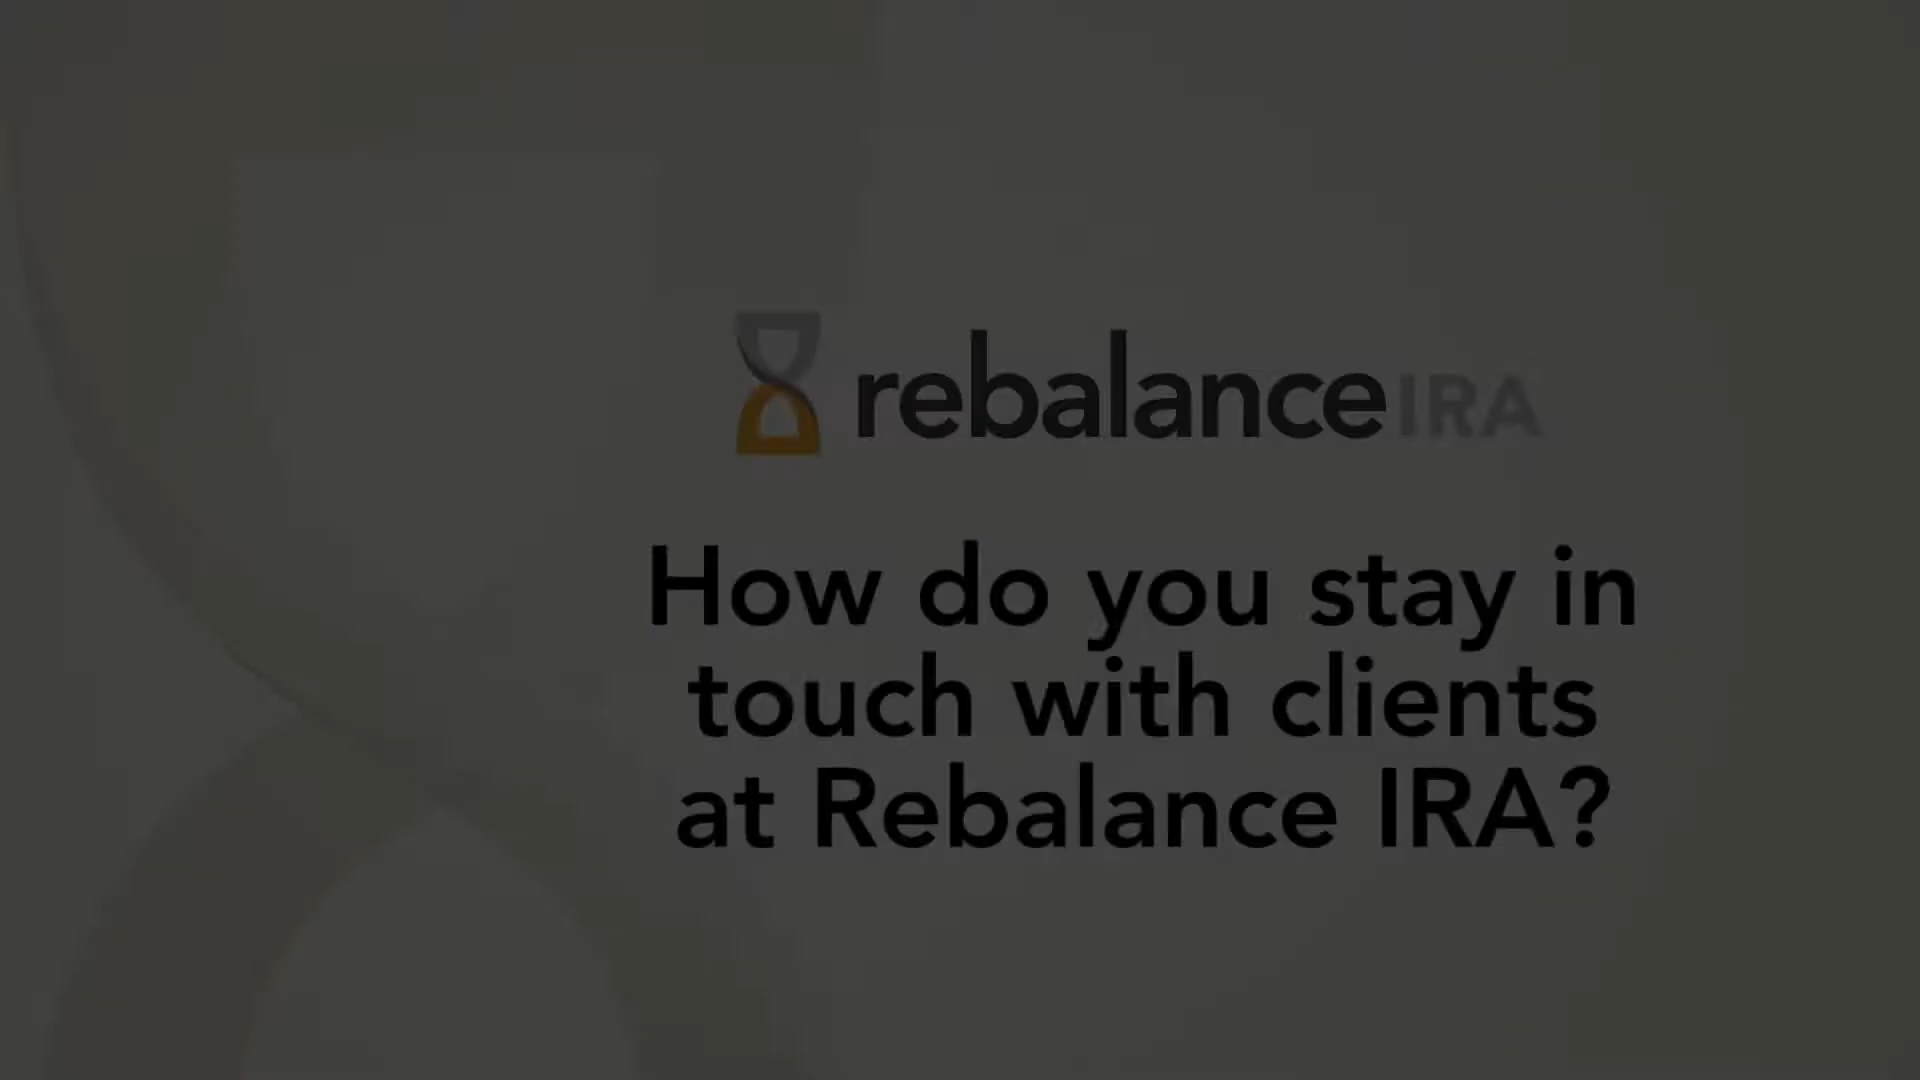 rebalance IRA
How do you stay in
touch with clients
at Rebalance IRA?